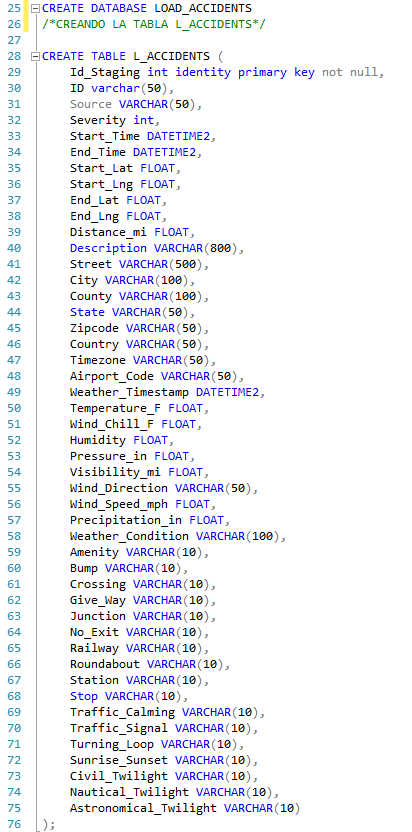 25 CREATE DATABASE LOAD_ACCIDENTS
26 /*CREANDO LA TABLA L_ACCIDENTS*/
27
28 CREATE TABLE L_ACCIDENTS (
29 Id_Staging int identity primary key not null,
30 ID varchar(50),
31 Source VARCHAR(50),
32 Severity int,
33 Start_Time DATETIME2,
34 End_Time DATETIME2,
35 Start_Lat FLOAT,
36 Start_Lng FLOAT,
37 End_Lat FLOAT,
38 End_Lng FLOAT,
39 Distance_mi FLOAT,
40 Description VARCHAR(800),
41 Street VARCHAR(500),
42 City VARCHAR(100),
43 County VARCHAR(100),
44 State VARCHAR(50),
45 Zipcode VARCHAR(50),
46 Country VARCHAR(50),
47 Timezone VARCHAR(50),
48 Airport_Code VARCHAR(50),
49 Weather_Timestamp DATETIME2,
50 Temperature_F FLOAT,
51 Wind_Chill_F FLOAT,
52 Humidity FLOAT,
53 Pressure_in FLOAT,
54 Visibility_mi FLOAT,
55 Wind_Direction VARCHAR(50),
56 Wind_Speed_mph FLOAT,
57 Precipitation_in FLOAT,
58 Weather_Condition VARCHAR(100),
59 Amenity VARCHAR(10),
60 Bump VARCHAR(10),
61 Crossing VARCHAR(10),
62 Give_Way VARCHAR(10),
63 Junction VARCHAR(10),
64 No_Exit VARCHAR(10),
65 Railway VARCHAR(10),
66 Roundabout VARCHAR(10),
67 Station VARCHAR(10),
68 Stop VARCHAR(10),
69 Traffic_Calming VARCHAR(10),
70 Traffic_Signal VARCHAR(10),
71 Turning_Loop VARCHAR(10),
72 Sunrise_Sunset VARCHAR(10),
73 Civil_Twilight VARCHAR(10),
74 Nautical_Twilight VARCHAR(10),
75 Astronomical_Twilight VARCHAR(10)
76 );